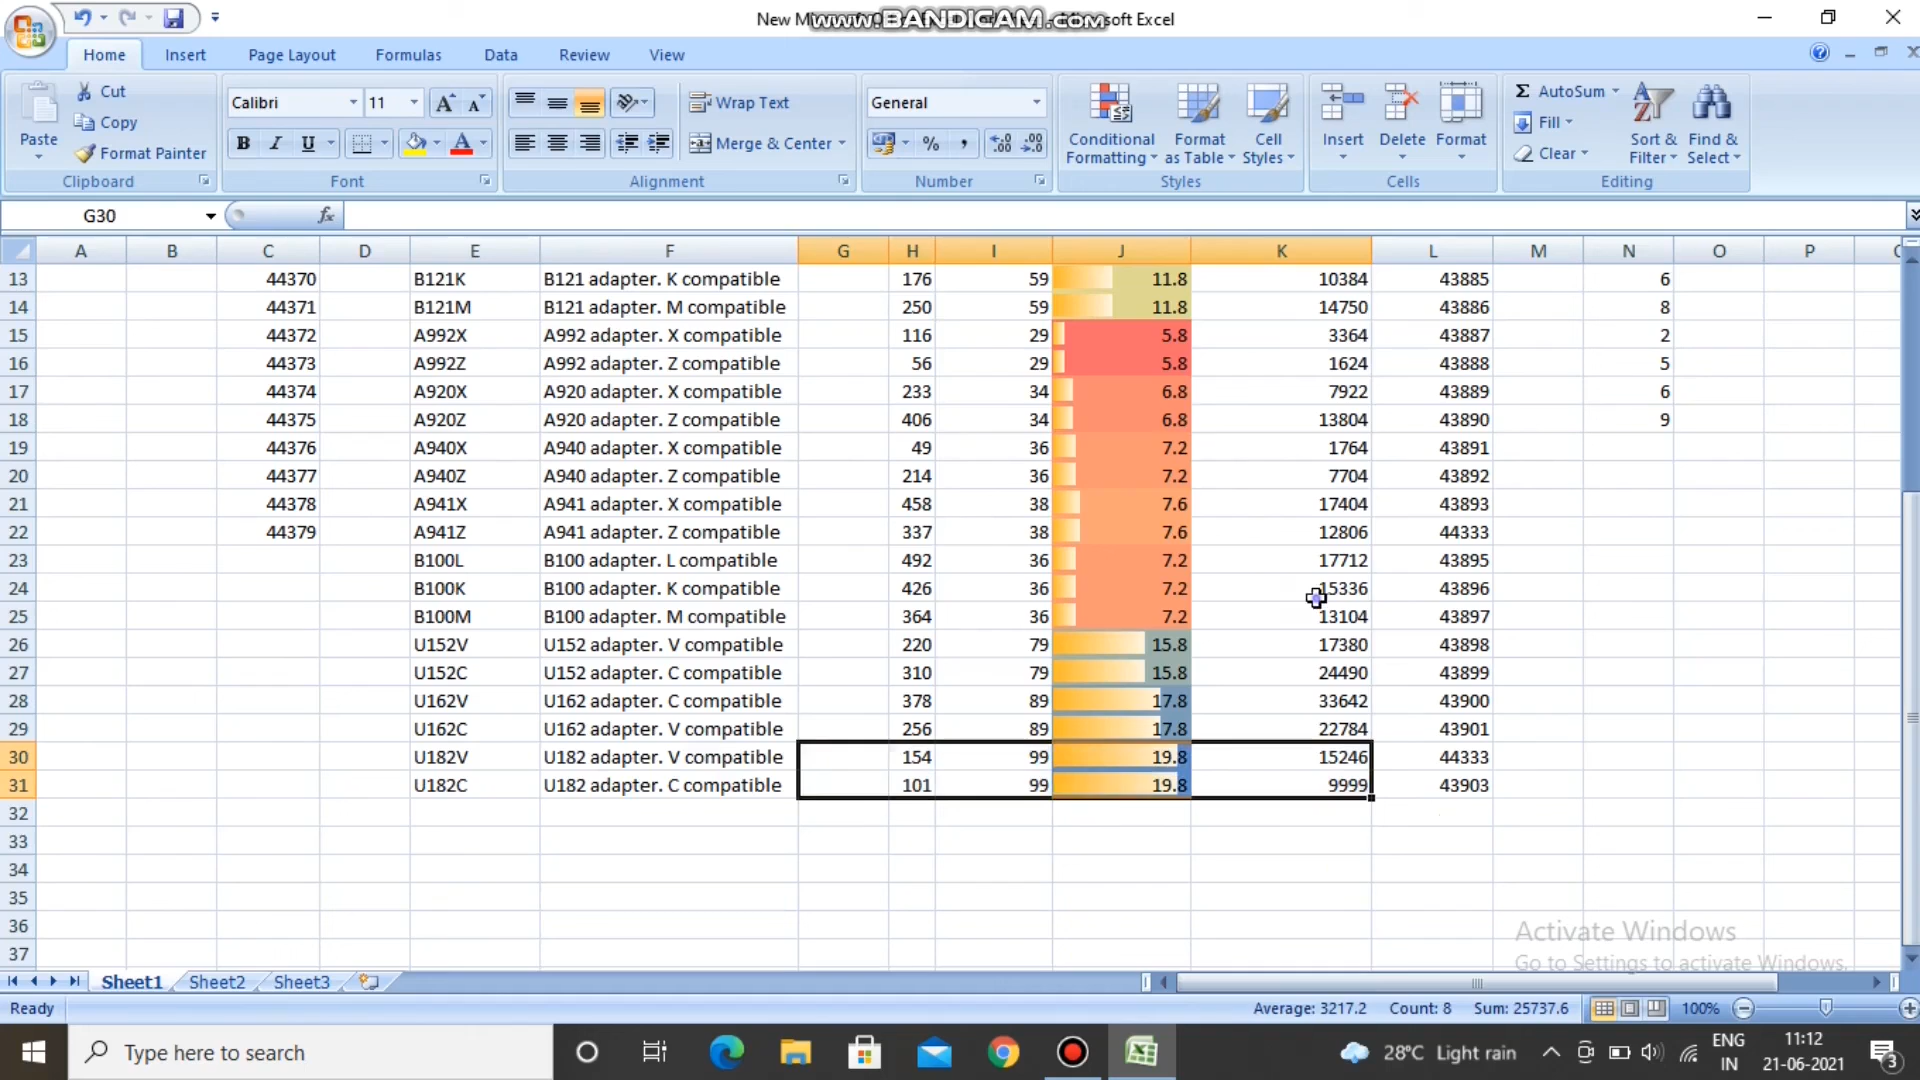 New Mi www.BANDICAM.com Microsoft Excel
Home Insert Page Layout Formulas Data Review View
Paste Cut Copy Format Painter Clipboard
Calibri 11 A A B I U A Font
Wrap Text Merge & Center Alignment
General % , .0 .00 .00 .0 Number
Conditional Formatting Format as Table Cell Styles Styles
Insert Delete Format Cells
Σ AutoSum Fill Clear Sort & Filter Find & Select Editing
G30 fx
A B C D E F G H I J K L M N O P
13 44370 B121K B121 adapter. K compatible 176 59 11.8 10384 43885 6
14 44371 B121M B121 adapter. M compatible 250 59 11.8 14750 43886 8
15 44372 A992X A992 adapter. X compatible 116 29 5.8 3364 43887 2
16 44373 A992Z A992 adapter. Z compatible 56 29 5.8 1624 43888 5
17 44374 A920X A920 adapter. X compatible 233 34 6.8 7922 43889 6
18 44375 A920Z A920 adapter. Z compatible 406 34 6.8 13804 43890 9
19 44376 A940X A940 adapter. X compatible 49 36 7.2 1764 43891
20 44377 A940Z A940 adapter. Z compatible 214 36 7.2 7704 43892
21 44378 A941X A941 adapter. X compatible 458 38 7.6 17404 43893
22 44379 A941Z A941 adapter. Z compatible 337 38 7.6 12806 44333
23 B100L B100 adapter. L compatible 492 36 7.2 17712 43895
24 B100K B100 adapter. K compatible 426 36 7.2 15336 43896
25 B100M B100 adapter. M compatible 364 36 7.2 13104 43897
26 U152V U152 adapter. V compatible 220 79 15.8 17380 43898
27 U152C U152 adapter. C compatible 310 79 15.8 24490 43899
28 U162V U162 adapter. C compatible 378 89 17.8 33642 43900
29 U162C U162 adapter. V compatible 256 89 17.8 22784 43901
30 U182V U182 adapter. V compatible 154 99 19.8 15246 44333
31 U182C U182 adapter. C compatible 101 99 19.8 9999 43903
32
33
34
35
36
37
Activate Windows
Go to Settings to activate Windows.
Sheet1 Sheet2 Sheet3
Ready Average: 3217.2 Count: 8 Sum: 25737.6 100%
Type here to search 28°C Light rain ENG IN 11:12 21-06-2021 3